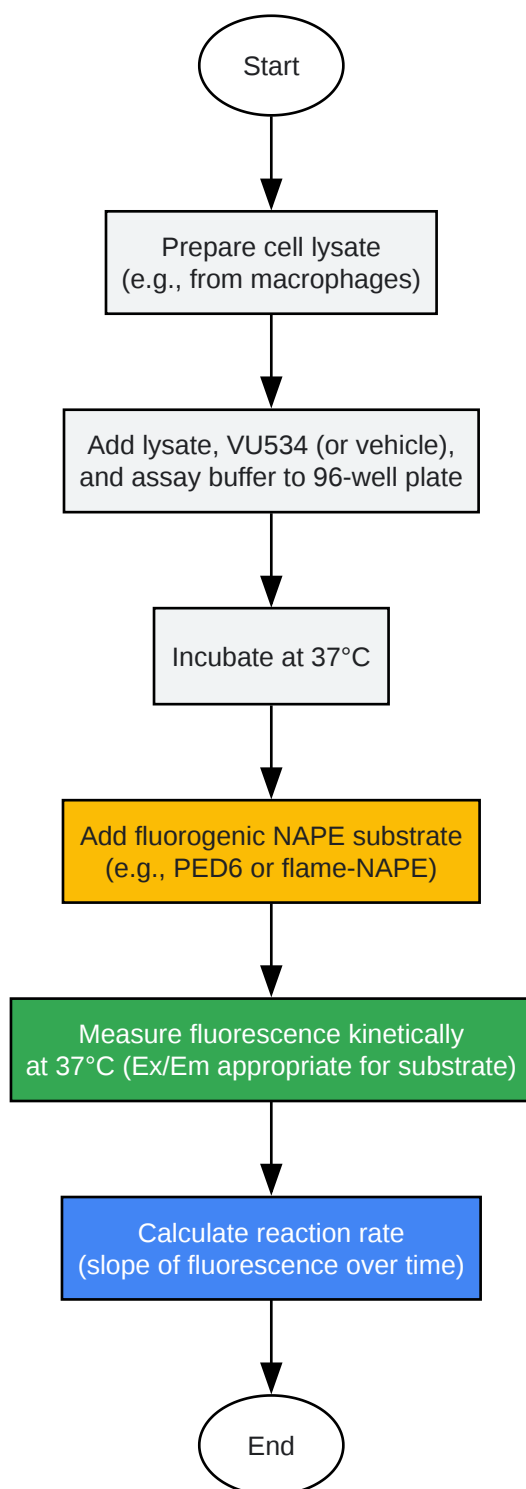 Start
Prepare cell lysate
(e.g., from macrophages)
Add lysate, VU534 (or vehicle),
and assay buffer to 96-well plate
Incubate at 37°C
Add fluorogenic NAPE substrate
(e.g., PED6 or flame-NAPE)
Measure fluorescence kinetically
at 37°C (Ex/Em appropriate for substrate)
Calculate reaction rate
(slope of fluorescence over time)
End